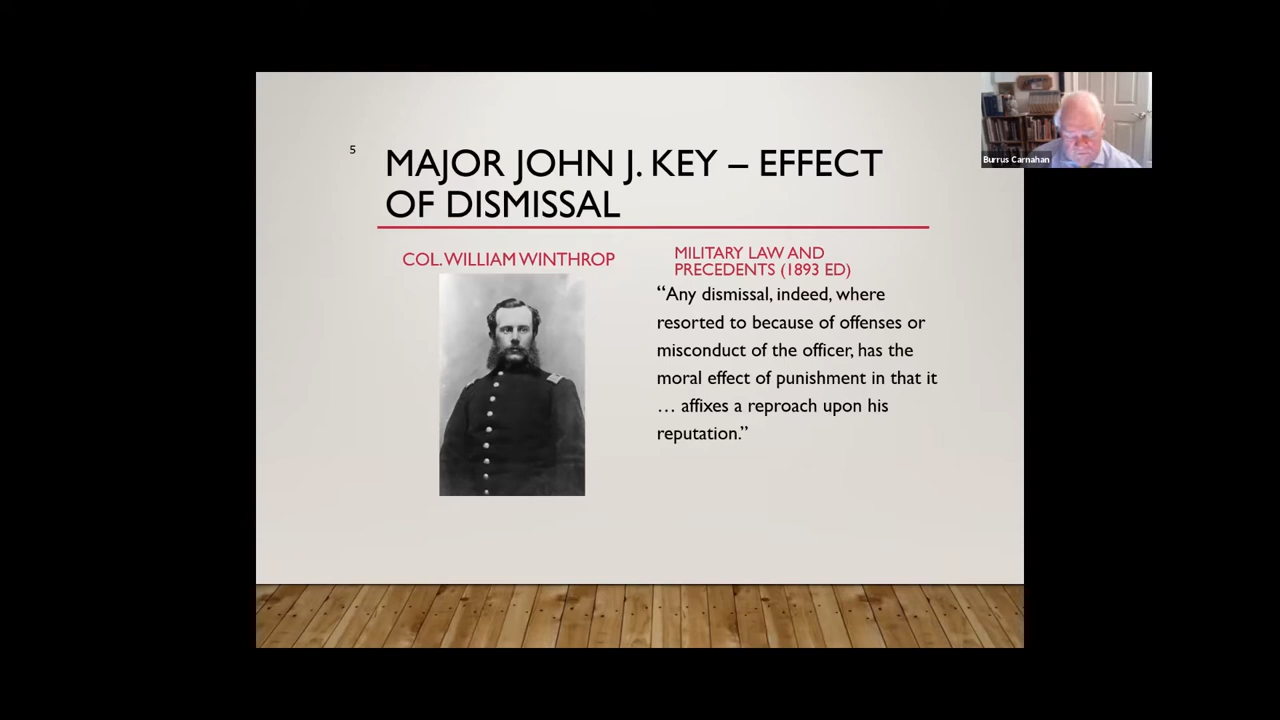 5
MAJOR JOHN J. KEY – EFFECT
OF DISMISSAL
COL. WILLIAM WINTHROP
MILITARY LAW AND
PRECEDENTS (1893 ED)
“Any dismissal, indeed, where
resorted to because of offenses or
misconduct of the officer, has the
moral effect of punishment in that it
… affixes a reproach upon his
reputation.”
Burrus Carnahan